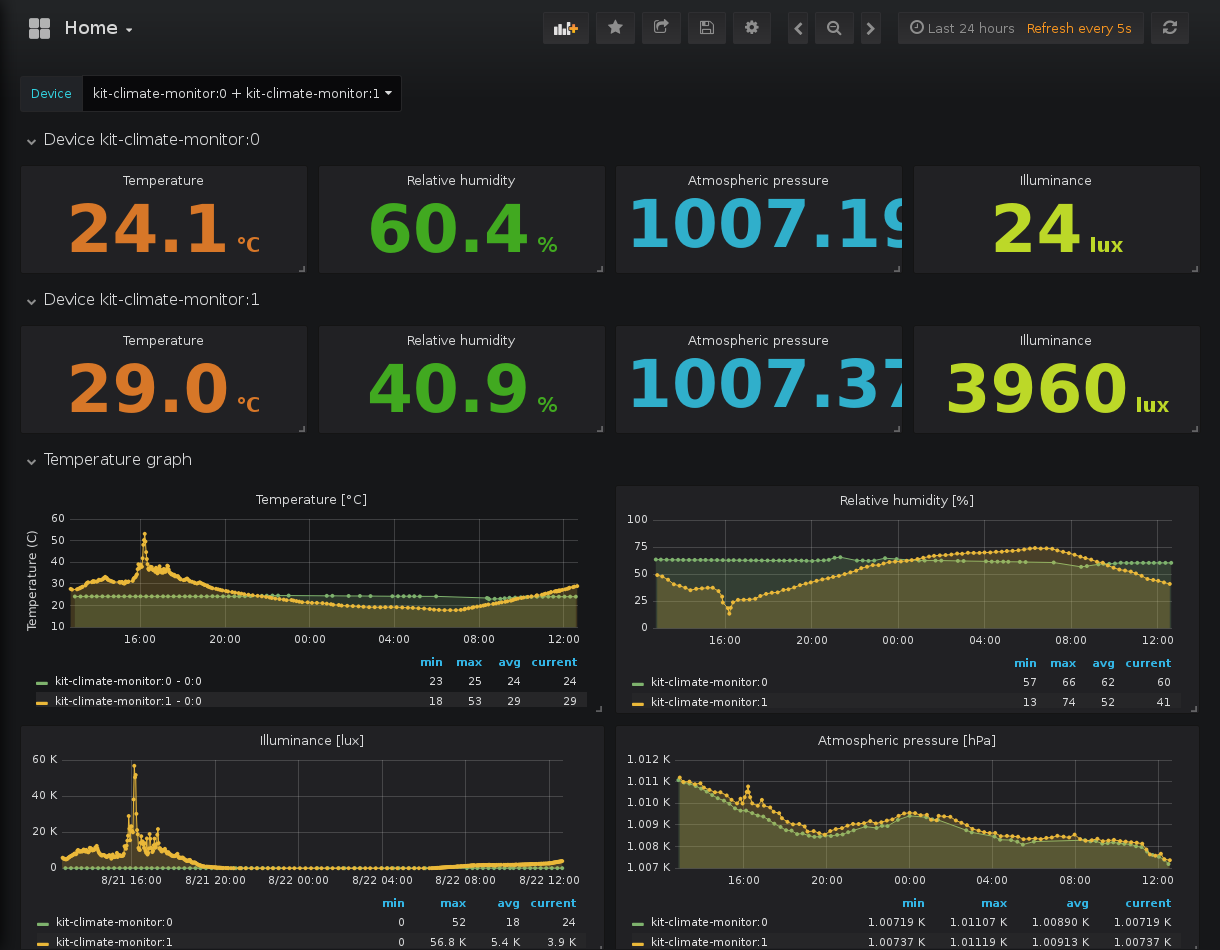 Home
Last 24 hours Refresh every 5s
Device kit-climate-monitor:0 + kit-climate-monitor:1
Device kit-climate-monitor:0
Temperature Relative humidity Atmospheric pressure Illuminance
24.1 °C 60.4 % 1007.19 24 lux
Device kit-climate-monitor:1
Temperature Relative humidity Atmospheric pressure Illuminance
29.0 °C 40.9 % 1007.37 3960 lux
Temperature graph
Temperature [°C]
Temperature (C)
60
50
40
30
20
10
16:00 20:00 00:00 04:00 08:00 12:00
min max avg current
kit-climate-monitor:0 - 0:0 23 25 24 24
kit-climate-monitor:1 - 0:0 18 53 29 29
Relative humidity [%]
100
75
50
25
0
16:00 20:00 00:00 04:00 08:00 12:00
min max avg current
kit-climate-monitor:0 57 66 62 60
kit-climate-monitor:1 13 74 52 41
Illuminance [lux]
60 K
40 K
20 K
0
8/21 16:00 8/21 20:00 8/22 00:00 8/22 04:00 8/22 08:00 8/22 12:00
min max avg current
kit-climate-monitor:0 0 52 18 24
kit-climate-monitor:1 0 56.8 K 5.4 K 3.9 K
Atmospheric pressure [hPa]
1.012 K
1.011 K
1.010 K
1.009 K
1.008 K
1.007 K
16:00 20:00 00:00 04:00 08:00 12:00
min max avg current
kit-climate-monitor:0 1.00719 K 1.01107 K 1.00890 K 1.00719 K
kit-climate-monitor:1 1.00737 K 1.01119 K 1.00913 K 1.00737 K